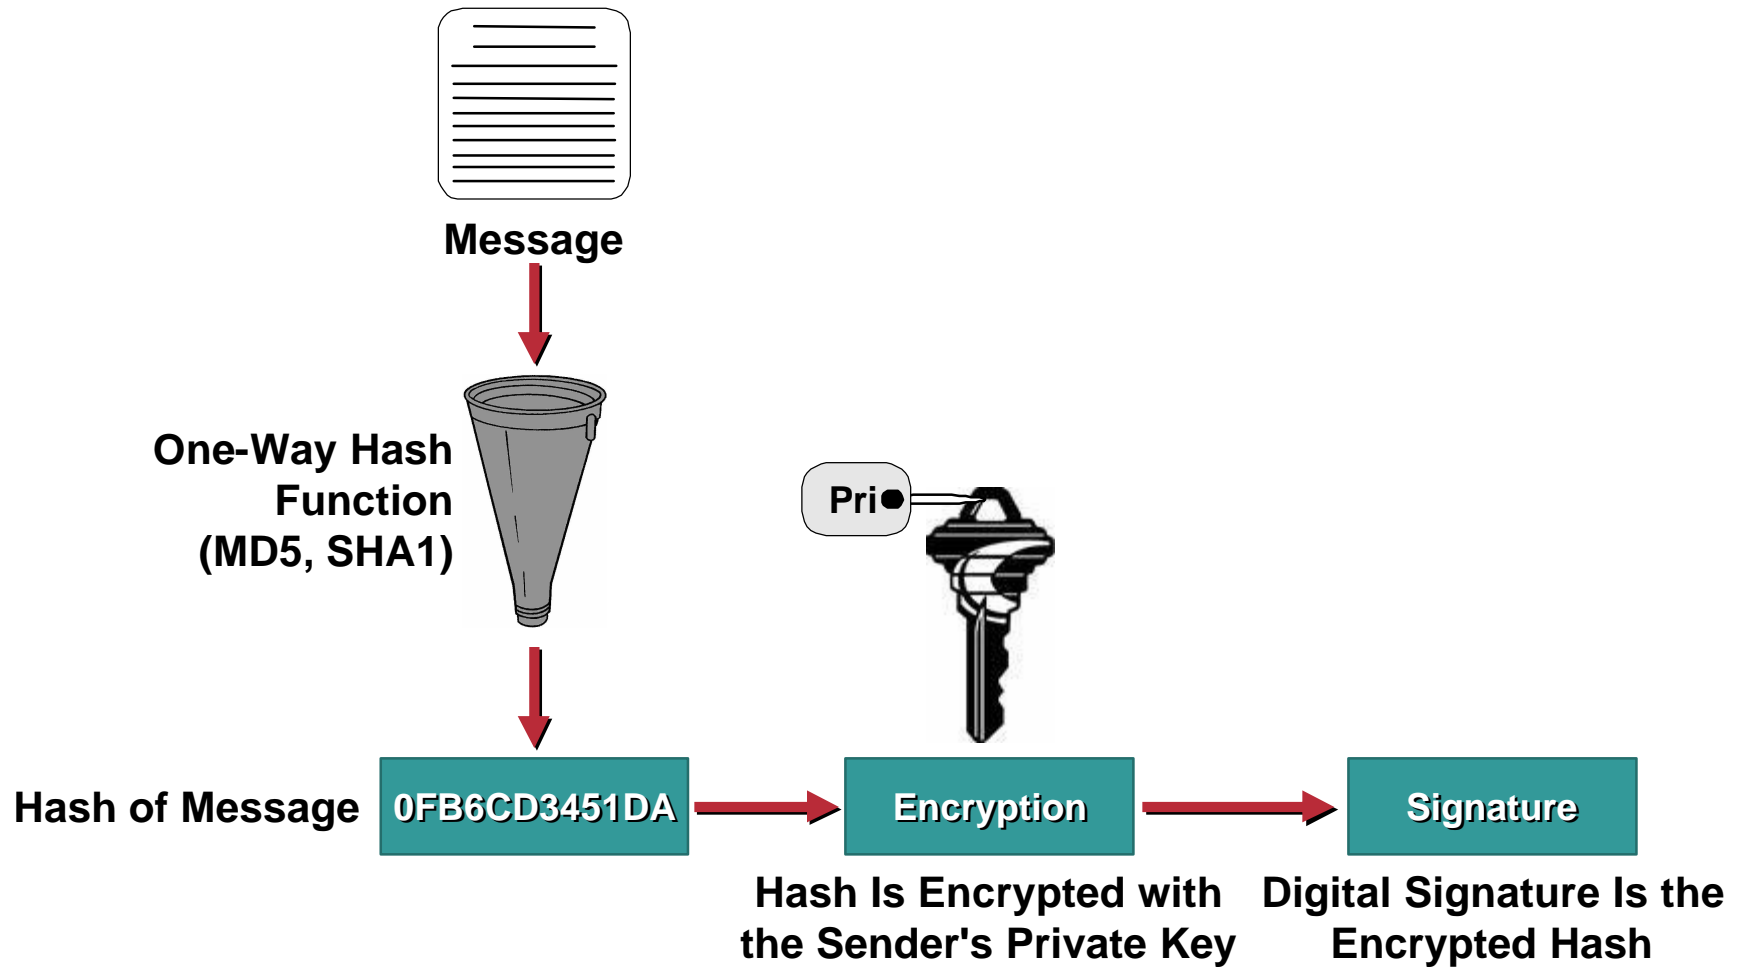 Message
One-Way Hash
Function
(MD5, SHA1)
Pri
Hash of Message
0FB6CD3451DA
Encryption
Signature
Hash Is Encrypted with
the Sender's Private Key
Digital Signature Is the
Encrypted Hash